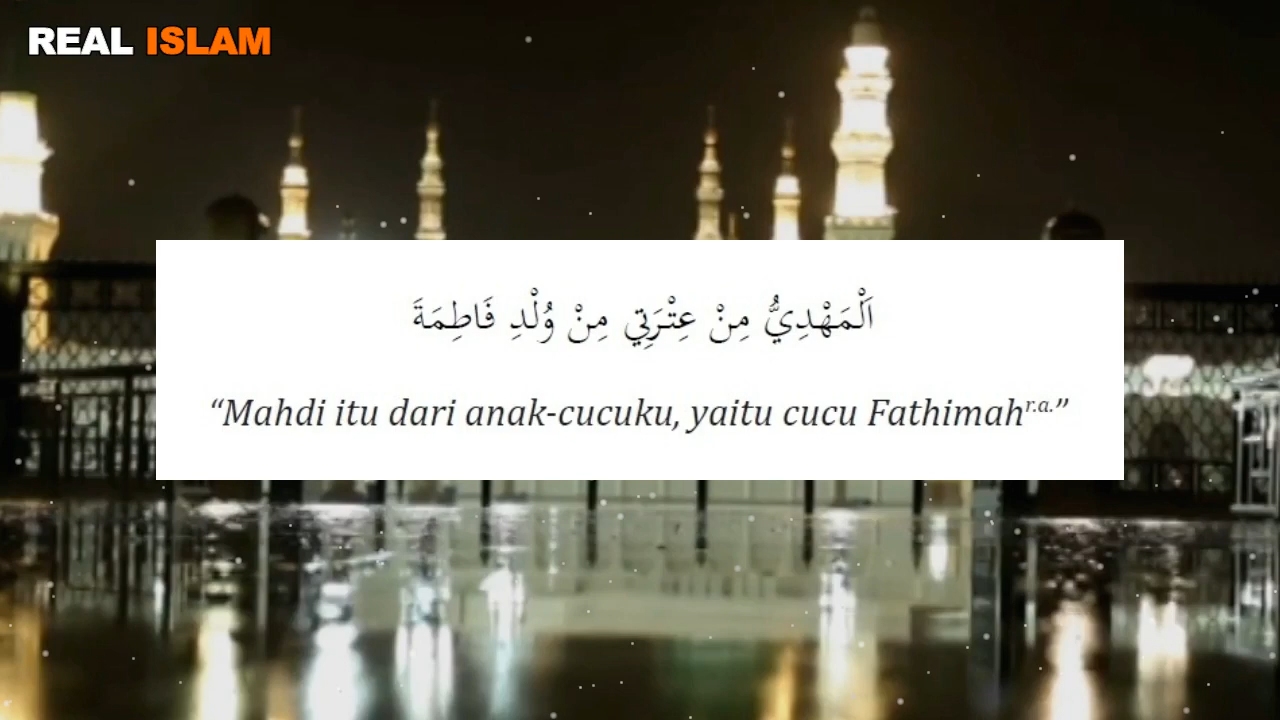 REAL ISLAM
اَلْمَهْدِيُّ مِنْ عِتْرَتِي مِنْ وُلْدِ فَاطِمَةَ
“Mahdi itu dari anak-cucuku, yaitu cucu Fathimahʳ·ᵃ·”